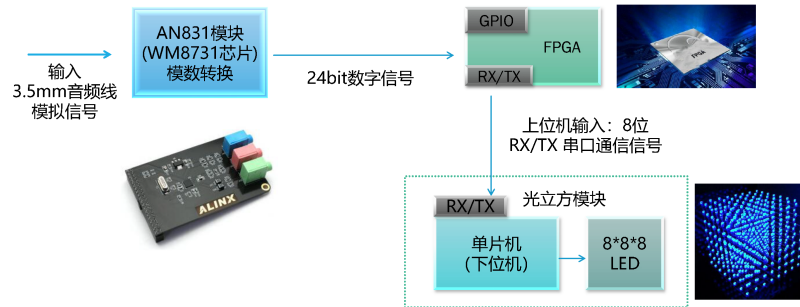 输入
3.5mm音频线
模拟信号
AN831模块
(WM8731芯片)
模数转换
24bit数字信号
GPIO
FPGA
RX/TX
FPGA
ALINX
上位机输入：8位
RX/TX 串口通信信号
光立方模块
RX/TX
单片机
（下位机）
8*8*8
LED